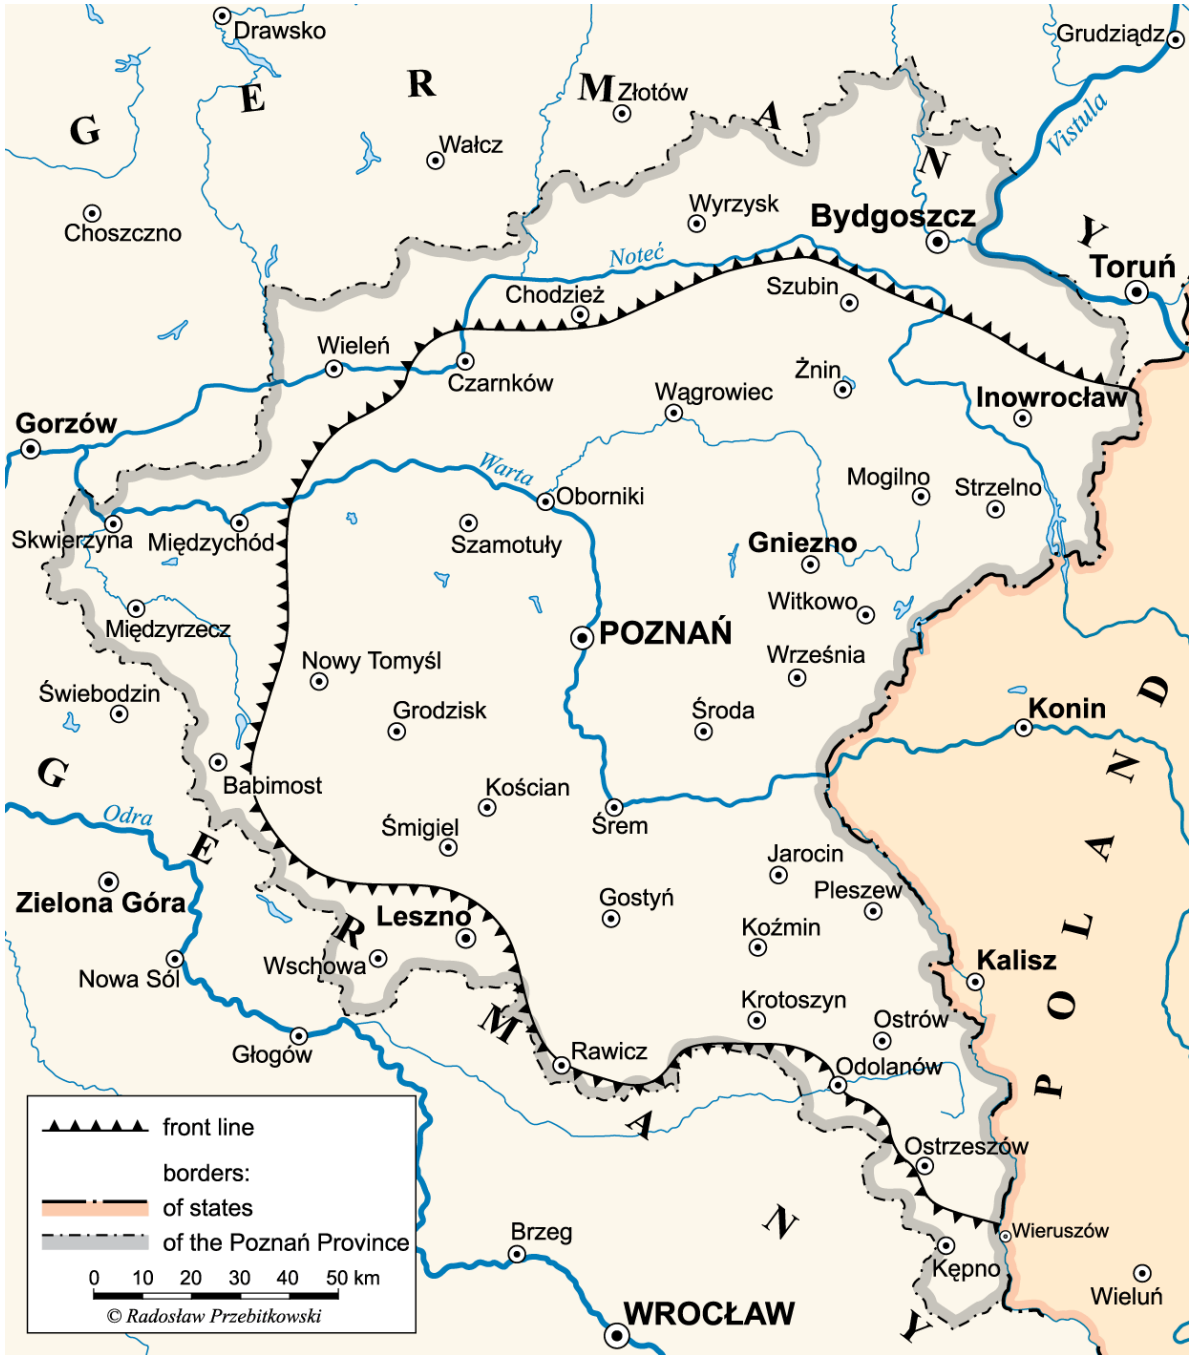 Drawsko
Grudziądz
G E R M A N Y
Złotów
Vistula
Wałcz
Wyrzysk
Bydgoszcz
Choszczno
Noteć
Toruń
Chodzież
Szubin
Wieleń
Czarnków
Żnin
Wągrowiec
Inowrocław
Gorzów
Warta
Oborniki
Mogilno
Strzelno
Skwierzyna
Międzychód
Szamotuły
Gniezno
Witkowo
Międzyrzecz
POZNAŃ
Nowy Tomyśl
Września
Świebodzin
Grodzisk
Środa
Konin
P O L A N D
G E R M A N Y
Babimost
Kościan
Odra
Śmigiel
Śrem
Jarocin
Pleszew
Zielona Góra
Leszno
Gostyń
Koźmin
Nowa Sól
Wschowa
Kalisz
Krotoszyn
Ostrów
Głogów
Rawicz
Odolanów
Ostrzeszów
Wieruszów
Brzeg
Kępno
Wieluń
WROCŁAW
front line
borders:
of states
of the Poznań Province
0 10 20 30 40 50 km
© Radosław Przebitkowski